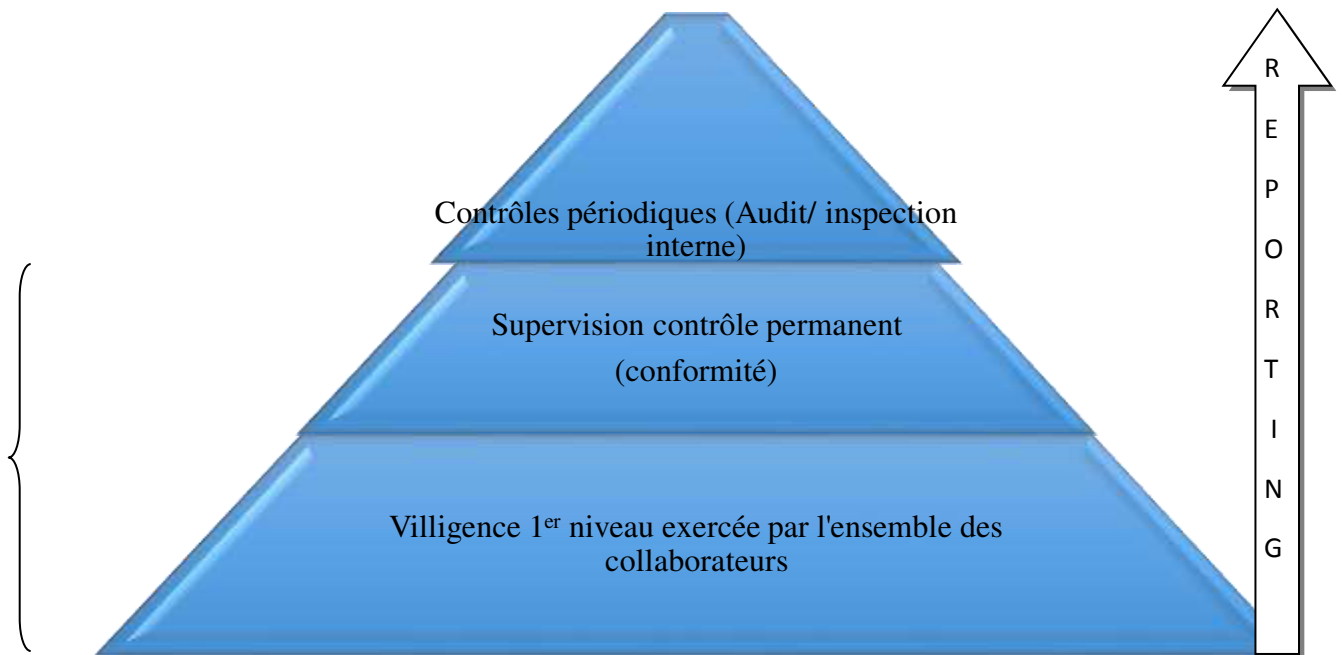 Contrôles périodiques (Audit/ inspection
interne)
Supervision contrôle permanent
(conformité)
Villigence 1er niveau exercée par l'ensemble des
collaborateurs
R
E
P
O
R
T
I
N
G